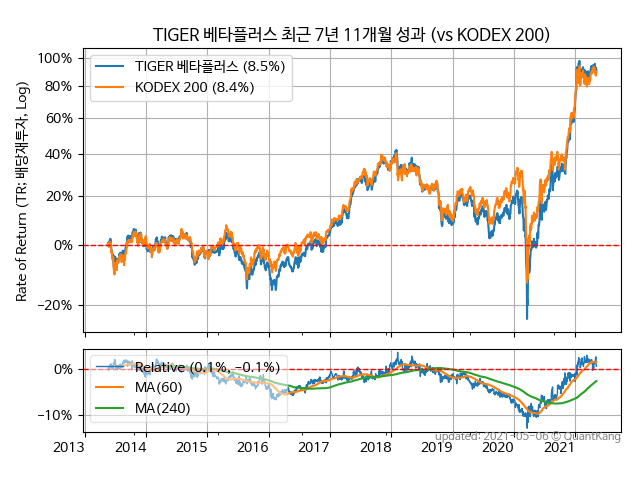 TIGER 베타플러스 최근 7년 11개월 성과 (vs KODEX 200)
Rate of Return (TR: 배당재투자, Log)
100%
80%
60%
40%
20%
0%
−20%
TIGER 베타플러스 (8.5%)
KODEX 200 (8.4%)
0%
−10%
Relative (0.1%, −0.1%)
MA(60)
MA(240)
2013 2014 2015 2016 2017 2018 2019 2020 2021
updated: 2021-05-06 © QuantKang